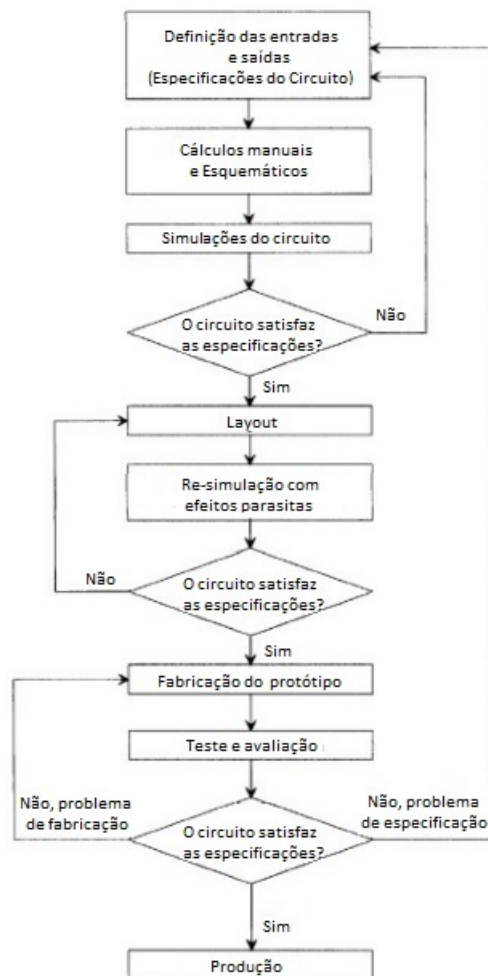 Definição das entradas
e saídas
(Especificações do Circuito)
Cálculos manuais
e Esquemáticos
Simulações do circuito
O circuito satisfaz
as especificações?
Não
Sim
Layout
Re-simulação com
efeitos parasitas
Não
O circuito satisfaz
as especificações?
Sim
Fabricação do protótipo
Teste e avaliação
Não, problema
de fabricação
Não, problema
de especificação
O circuito satisfaz
as especificações?
Sim
Produção